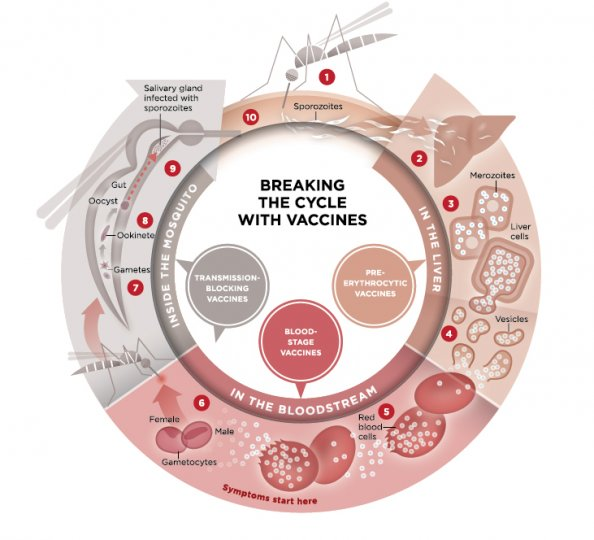 1
10
Sporozoites
Salivary gland
infected with
sporozoites
2
9
Gut
Oocyst
8
Ookinete
Gametes
7
INSIDE THE MOSQUITO
BREAKING
THE CYCLE
WITH VACCINES
IN THE LIVER
Merozoites
3
Liver
cells
TRANSMISSION-
BLOCKING
VACCINES
PRE-
ERYTHROCYTIC
VACCINES
BLOOD-
STAGE
VACCINES
4
Vesicles
IN THE BLOODSTREAM
6
Female
Male
Gametocytes
5
Red
blood
cells
Symptoms start here